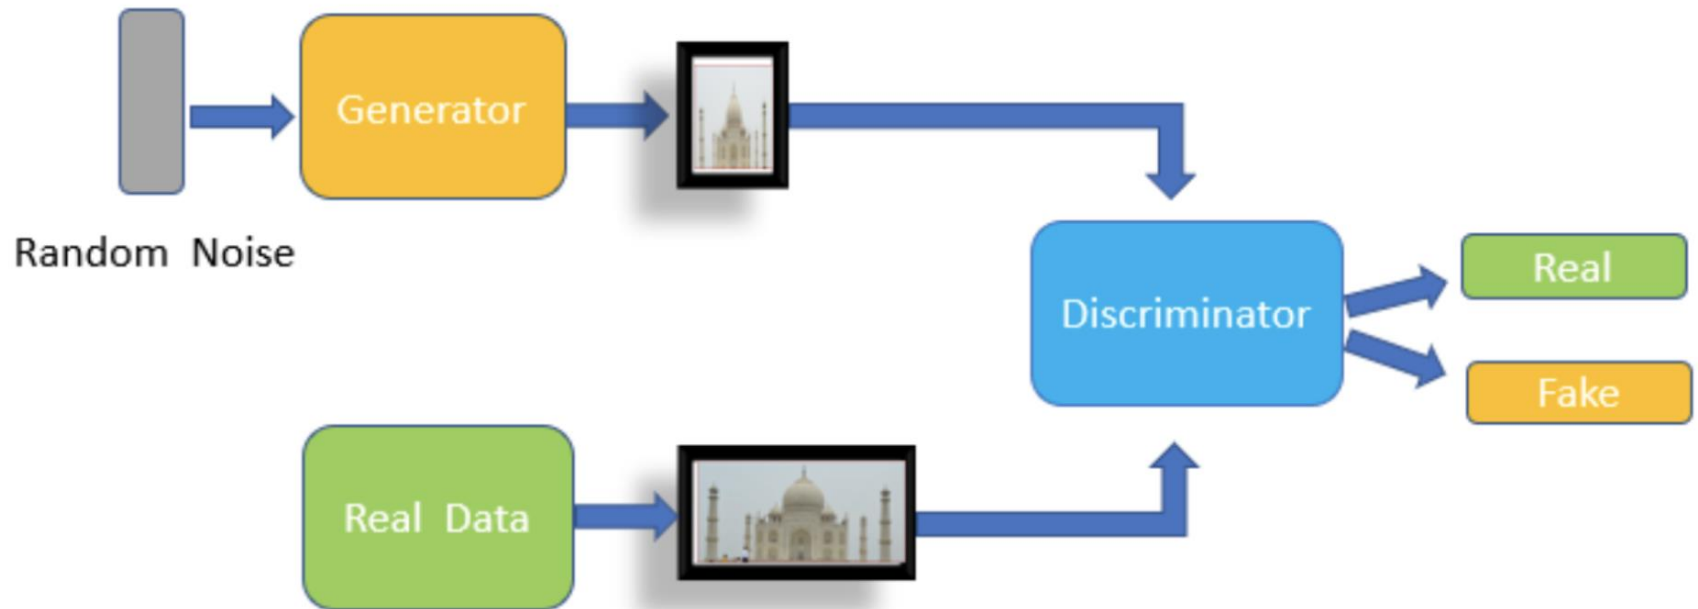 Generator
Random Noise
Discriminator
Real
Fake
Real Data